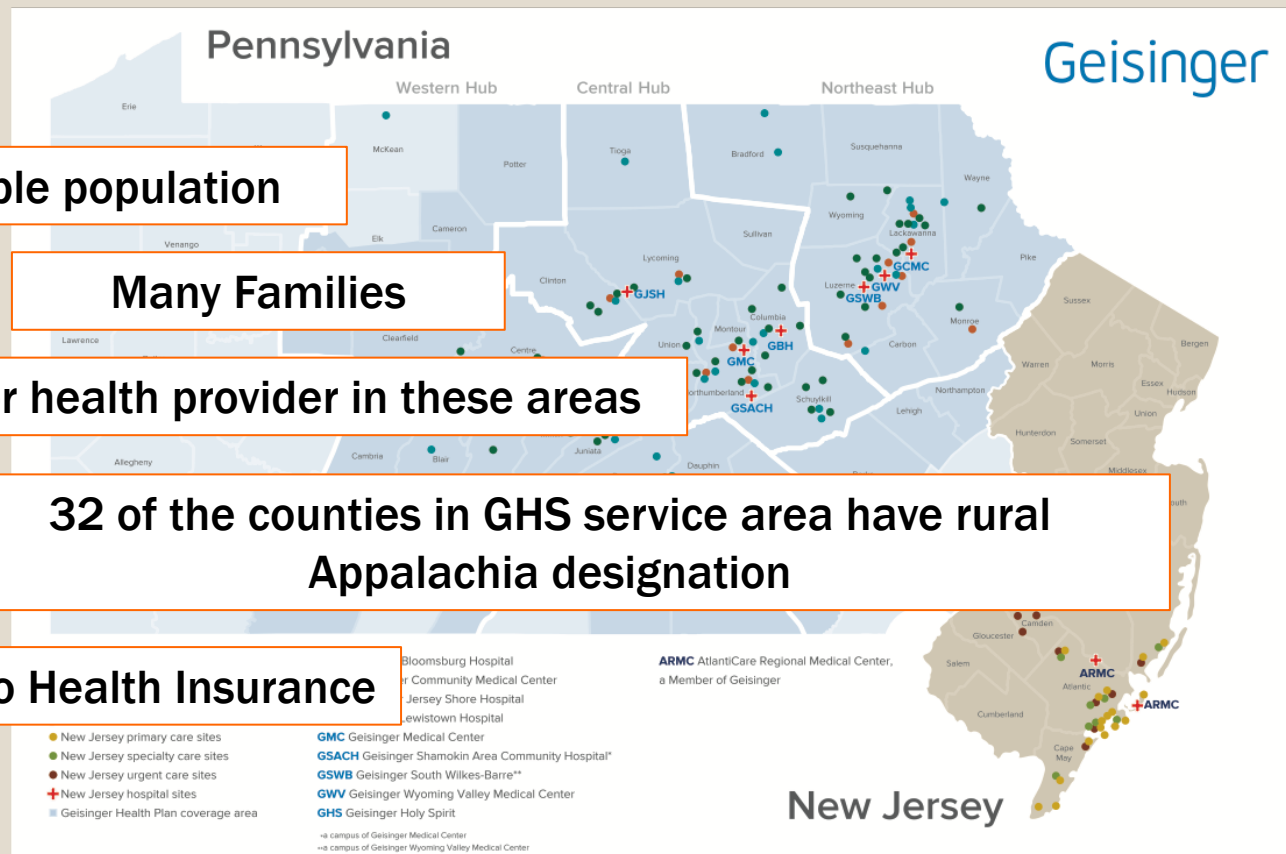 Pennsylvania
Geisinger
Western Hub
Central Hub
Northeast Hub
Erie
McKean
Potter
Tioga
Bradford
Susquehanna
Wayne
ble population
Wyoming
Cameron
Elk
Venango
Sullivan
Lackawanna
Lycoming
Pike
GCMC
Many Families
Clinton
GJSH
Luzerne
GWV
GSWB
Sussex
Columbia
Monroe
Montour
Lawrence
Clearfield
Centre
Union
GBH
Carbon
Bergen
GMC
Warren
Morris
Essex
Hudson
r health provider in these areas
Northumberland
GSACH
Schuylkill
Northampton
Lehigh
Union
Hunterdon
Somerset
Allegheny
Cambria
Blair
Juniata
Dauphin
Middlesex
32 of the counties in GHS service area have rural
Appalachia designation
outh
Camden
Gloucester
Salem
o Health Insurance
Bloomsburg Hospital
r Community Medical Center
Jersey Shore Hospital
Lewistown Hospital
ARMC AtlantiCare Regional Medical Center,
a Member of Geisinger
ARMC
Atlantic
ARMC
Cumberland
Cape
May
New Jersey primary care sites
New Jersey specialty care sites
New Jersey urgent care sites
New Jersey hospital sites
Geisinger Health Plan coverage area
GMC Geisinger Medical Center
GSACH Geisinger Shamokin Area Community Hospital*
GSWB Geisinger South Wilkes-Barre**
GWV Geisinger Wyoming Valley Medical Center
GHS Geisinger Holy Spirit
*a campus of Geisinger Medical Center
**a campus of Geisinger Wyoming Valley Medical Center
New Jersey